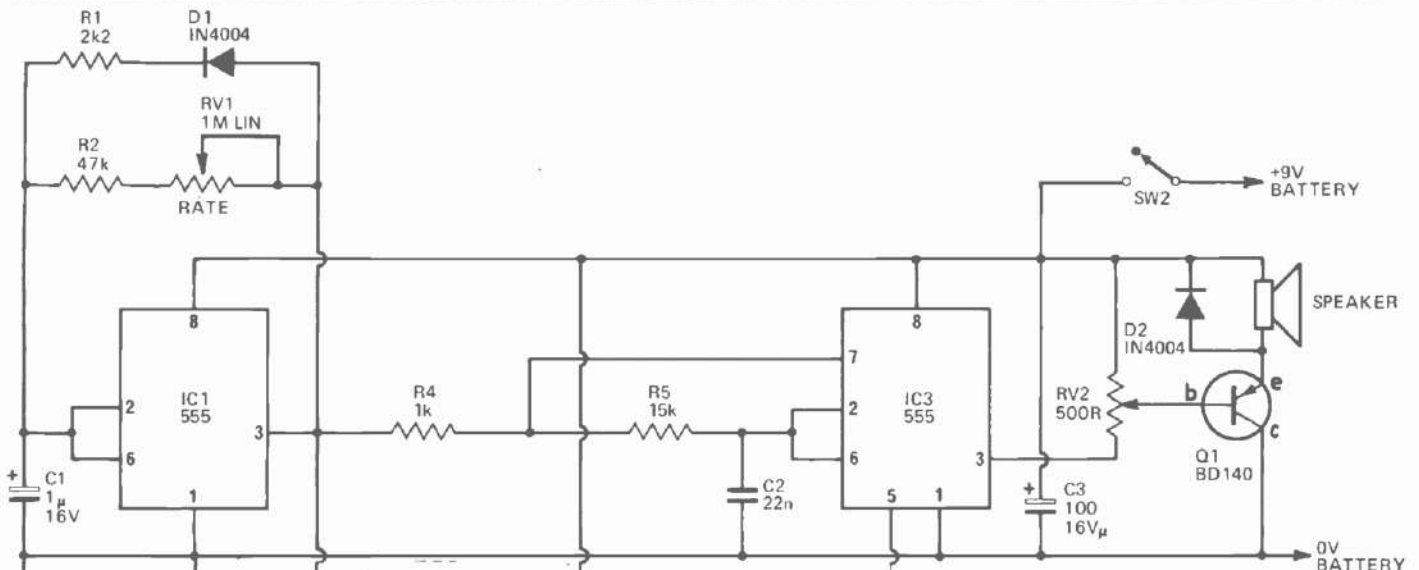 R1
2k2
D1
IN4004
RV1
1M LIN
R2
47k
RATE
+9V
BATTERY
SW2
8
8
SPEAKER
7
D2
IN4004
R4
1k
R5
15k
e
b
2
IC1
555
2
IC3
555
RV2
500R
3
c
6
6
3
Q1
BD140
+
C1
1µ
16V
1
C2
22n
5
1
+
C3
100
16Vµ
0V
BATTERY